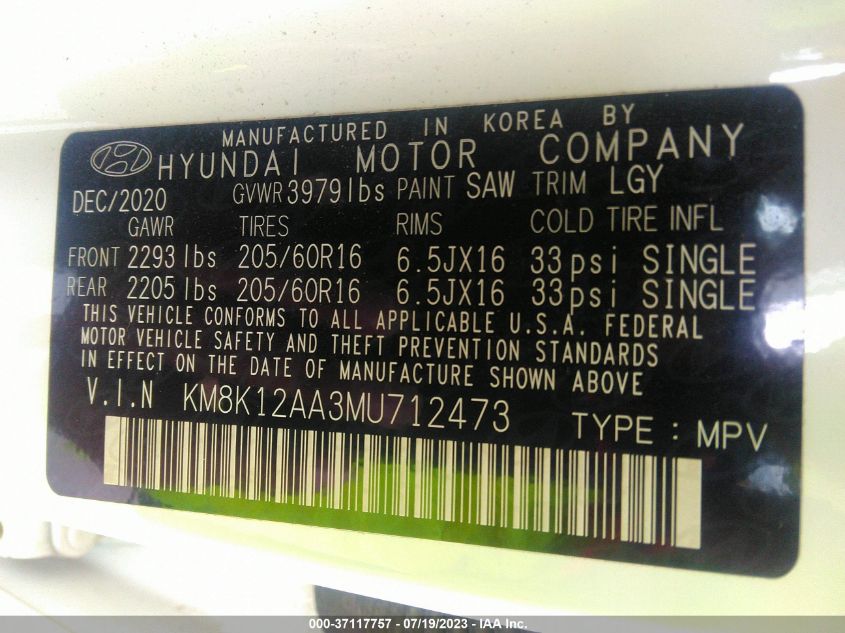 MANUFACTURED IN KOREA BY
HYUNDAI MOTOR COMPANY
DEC/2020 GVWR 3979 lbs PAINT SAW TRIM LGY
GAWR TIRES RIMS COLD TIRE INFL
FRONT 2293 lbs 205/60R16 6.5JX16 33psi SINGLE
REAR 2205 lbs 205/60R16 6.5JX16 33psi SINGLE
THIS VEHICLE CONFORMS TO ALL APPLICABLE U.S.A. FEDERAL
MOTOR VEHICLE SAFETY AND THEFT PREVENTION STANDARDS
IN EFFECT ON THE DATE OF MANUFACTURE SHOWN ABOVE
V.I.N KM8K12AA3MU712473
TYPE : MPV
000-37117757 - 07/19/2023 - © IAA Inc.